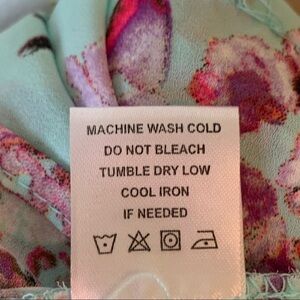 MACHINE WASH COLD
DO NOT BLEACH
TUMBLE DRY LOW
COOL IRON
IF NEEDED